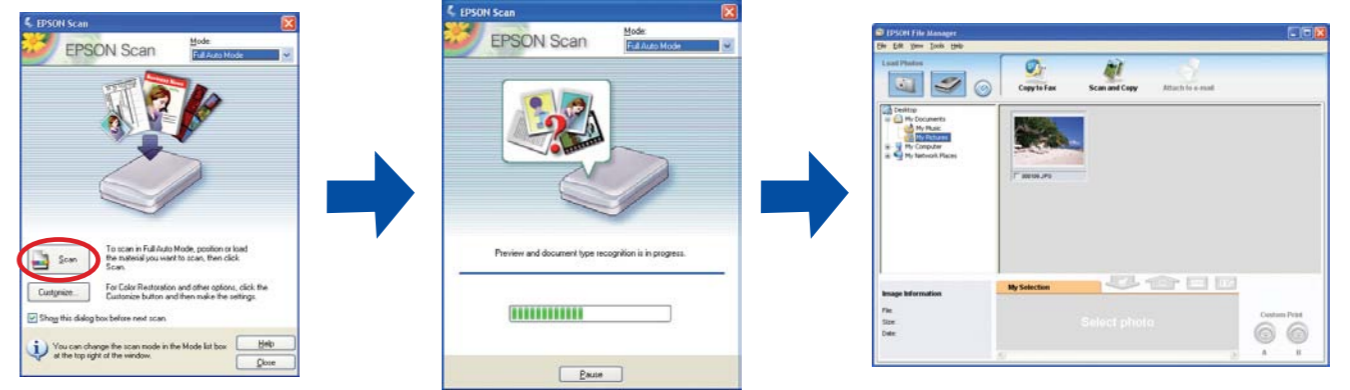 EPSON Scan
EPSON Scan
Mode:
Full Auto Mode
Scan
To scan in Full Auto Mode, position or load
the material you want to scan, then click
Scan.
Customize...
For Color Restoration and other options, click the
Customize button and then make the settings.
Show this dialog box before next scan.
You can change the scan mode in the Mode list box
at the top right of the window.
Help
Close
EPSON Scan
EPSON Scan
Mode:
Full Auto Mode
Preview and document type recognition is in progress.
Pause
EPSON File Manager
File Edit View Tools Help
Load Photos
Copy to Fax
Scan and Copy
Attach to e-mail
Desktop
My Documents
My Music
My Pictures
My Computer
My Network Places
Image Information
File:
Size:
Date:
My Selection
Select photo
Custom Print
A B